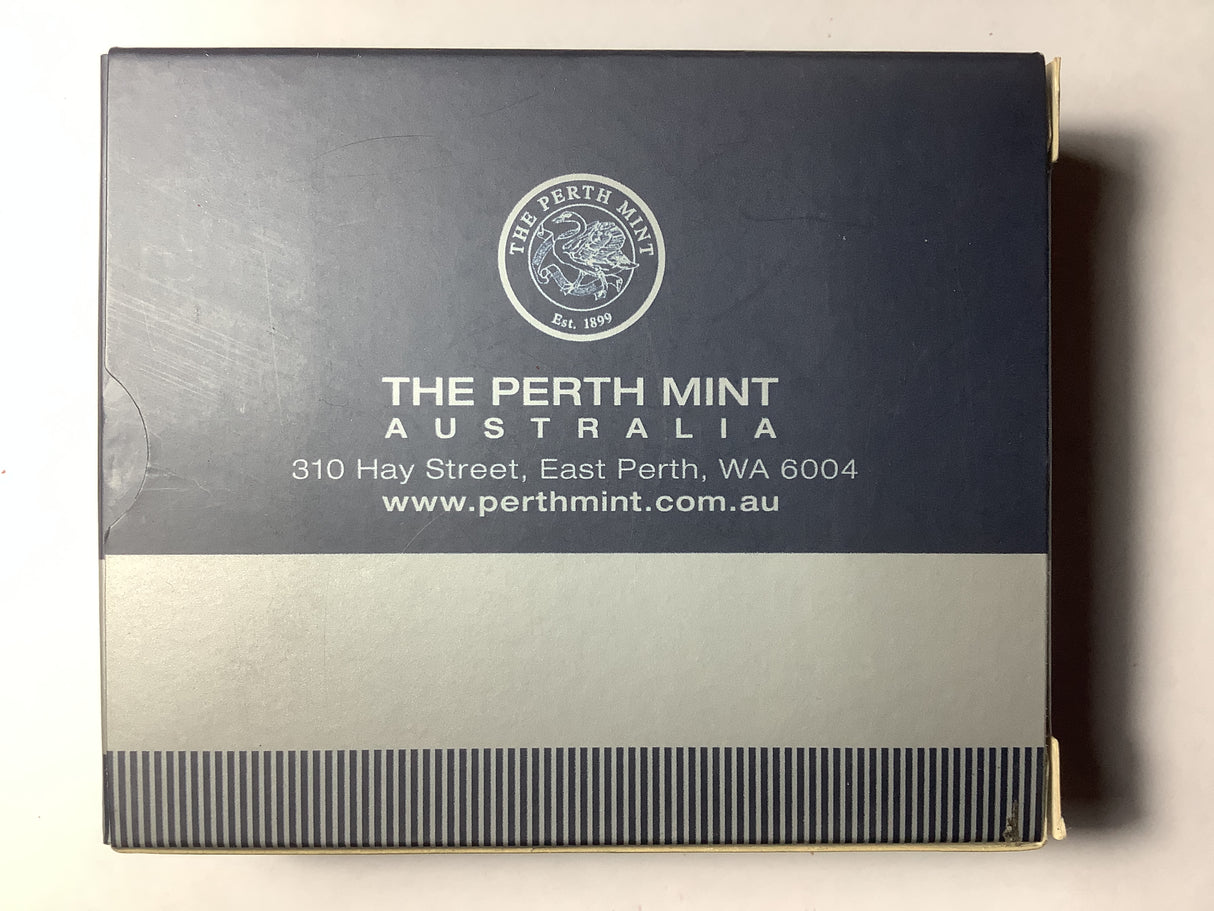 THE PERTH MINT
Est. 1899
THE PERTH MINT
AUSTRALIA
310 Hay Street, East Perth, WA 6004
www.perthmint.com.au